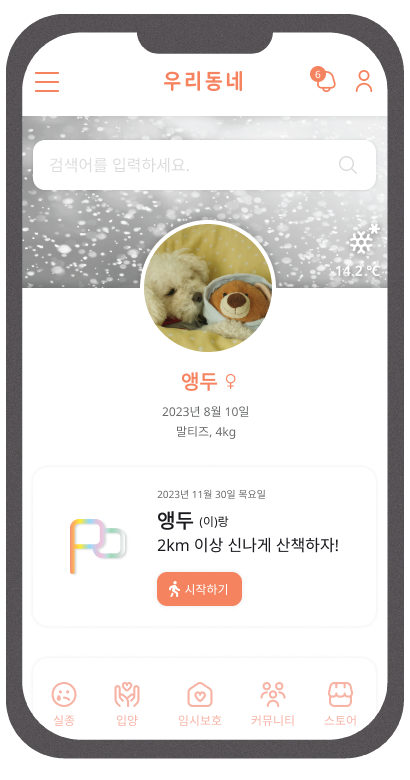 우리동네
6
검색어를 입력하세요.
14.2 °C
앵두 ♀
2023년 8월 10일
말티즈, 4kg
2023년 11월 30일 목요일
앵두 (이)랑
2km 이상 신나게 산책하자!
시작하기
실종 입양 임시보호 커뮤니티 스토어